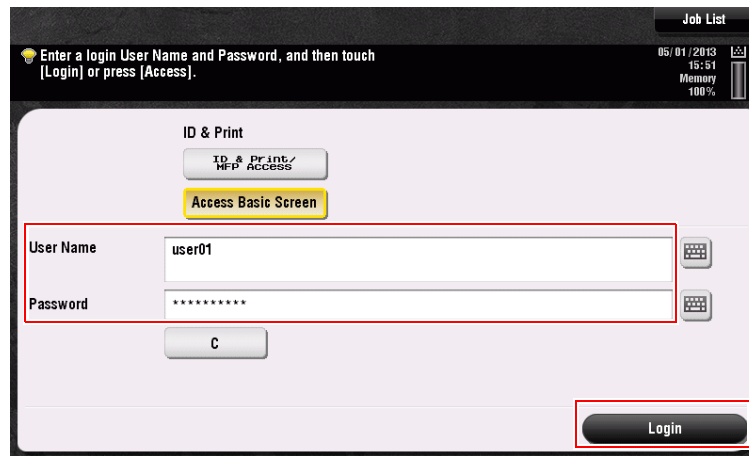 Job List
Enter a login User Name and Password, and then touch
[Login] or press [Access].
05/01/2013
15:51
Memory
100%
ID & Print
ID & Print/
MFP Access
Access Basic Screen
User Name
user01
Password
**********
C
Login